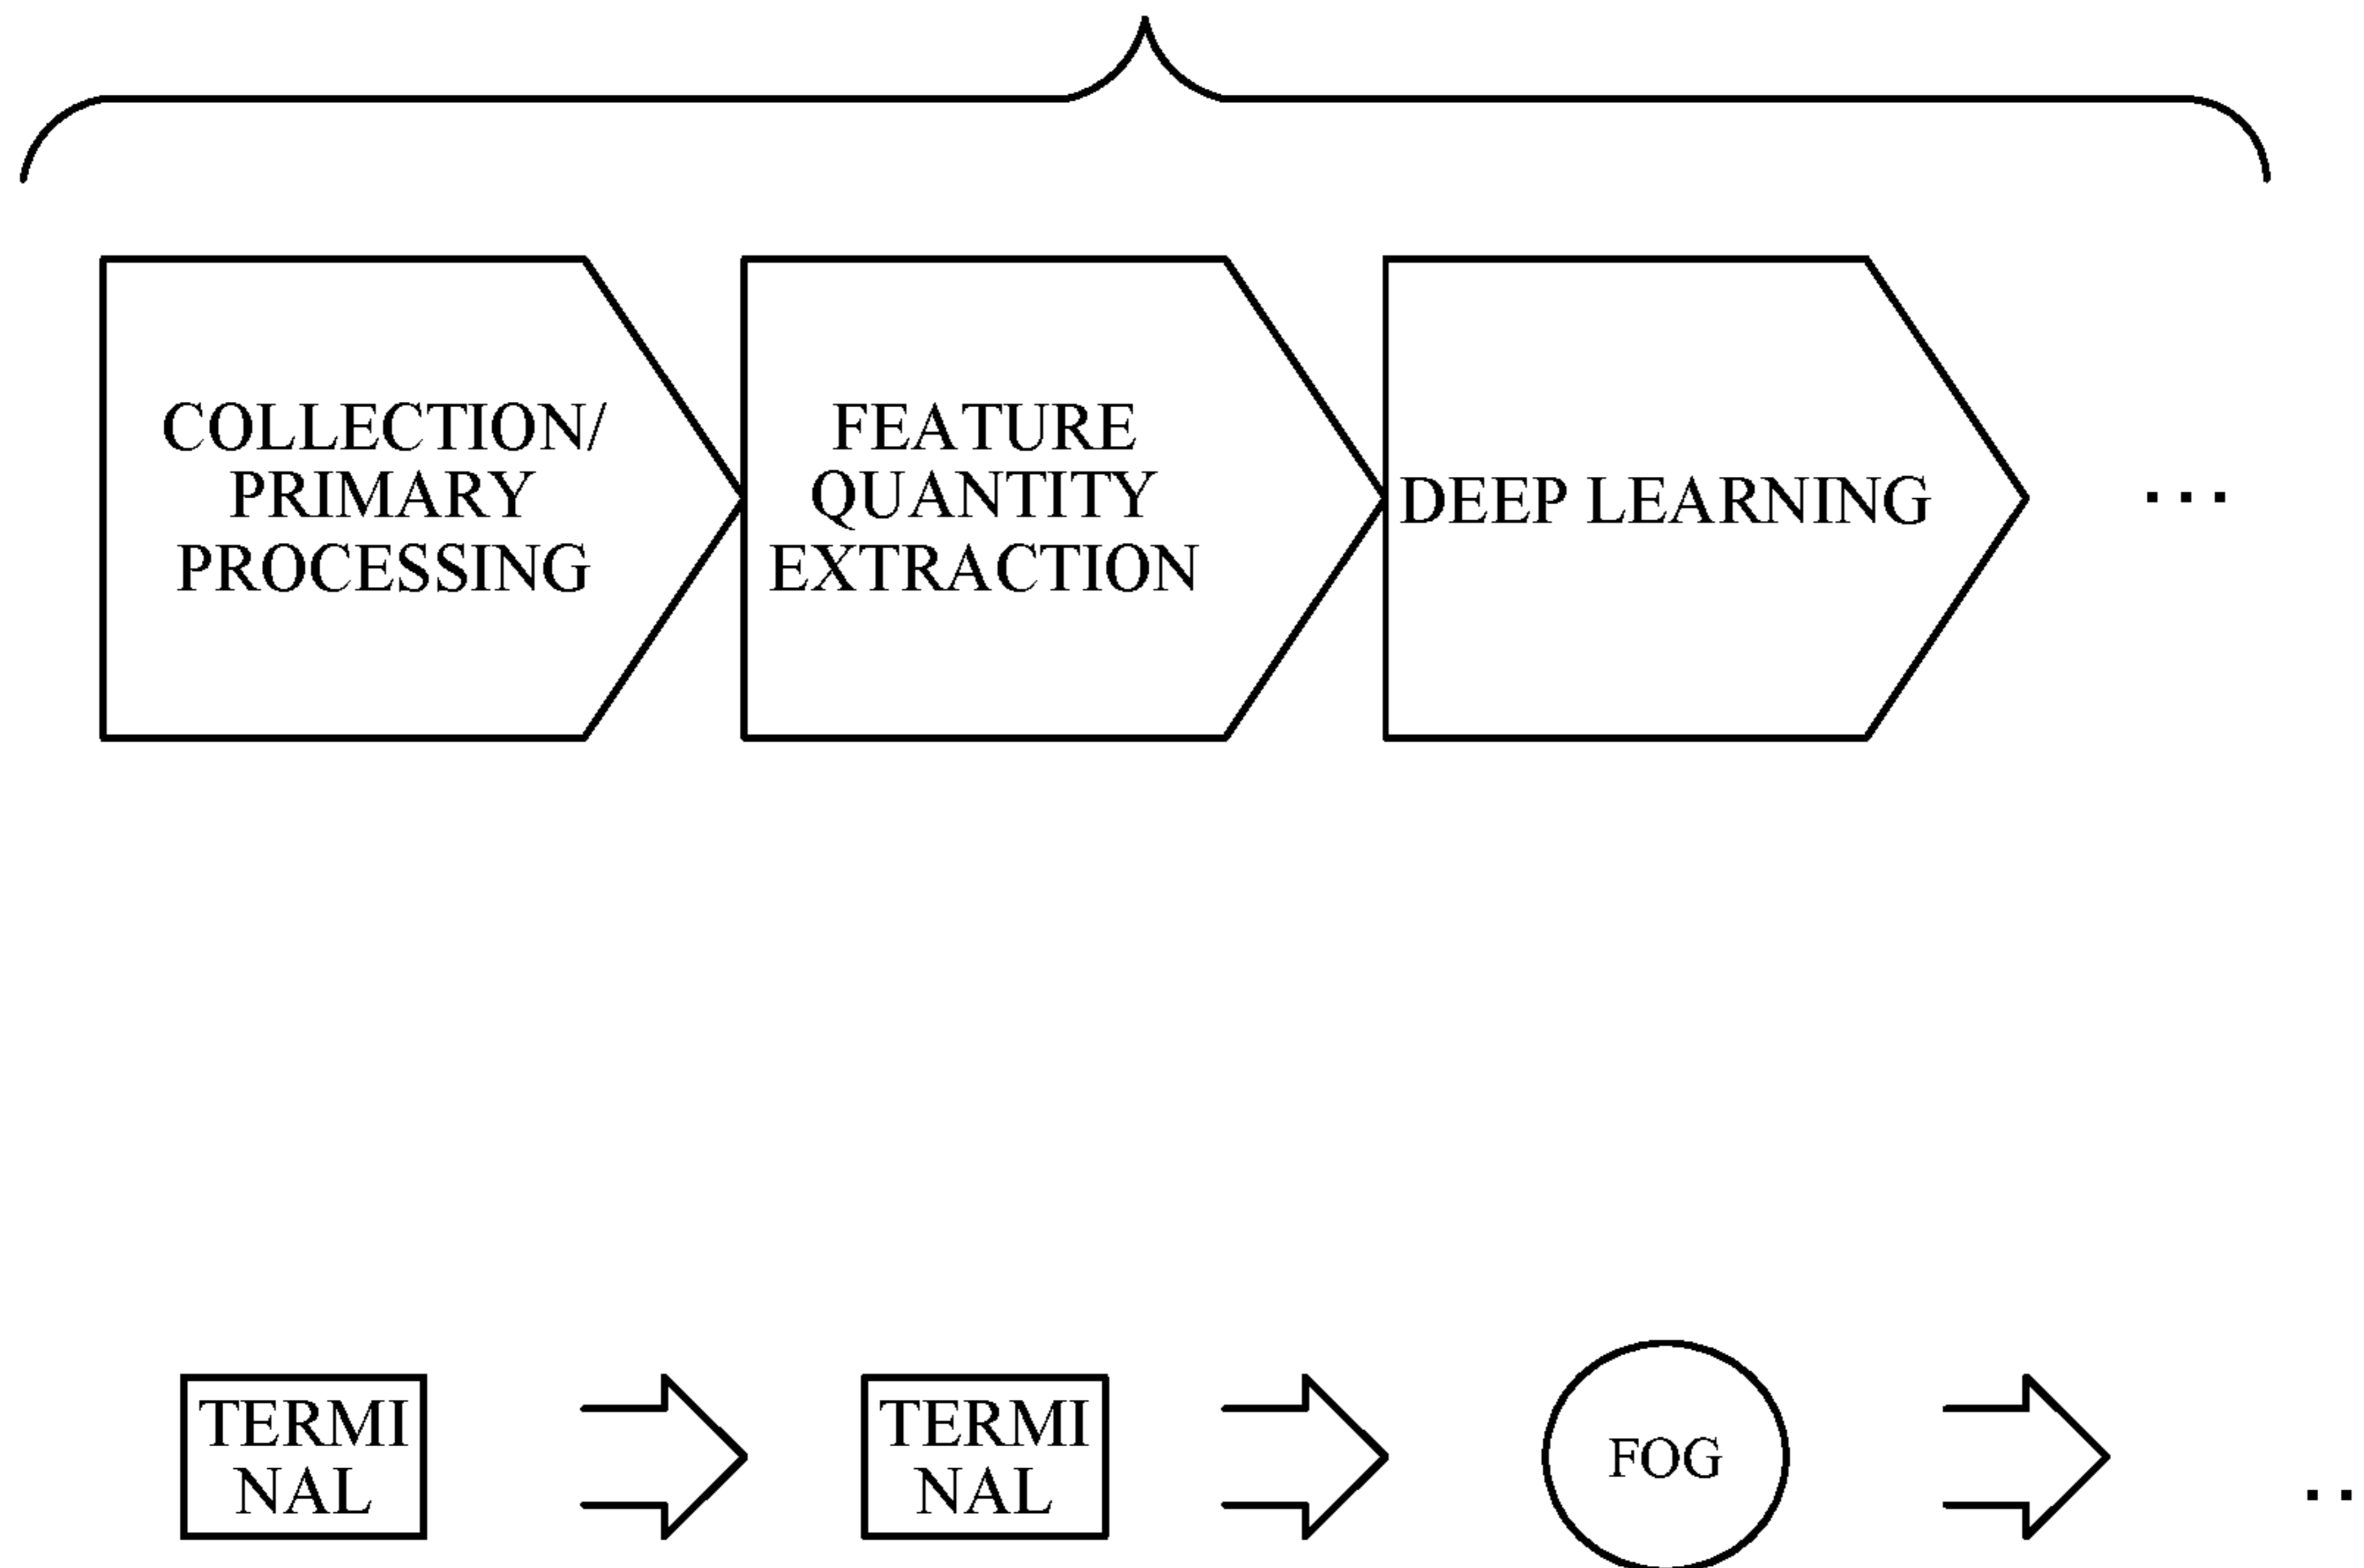 COLLECTION/
PRIMARY
PROCESSING
FEATURE
QUANTITY
EXTRACTION
DEEP LEARNING
...
TERMI
NAL
TERMI
NAL
FOG
..